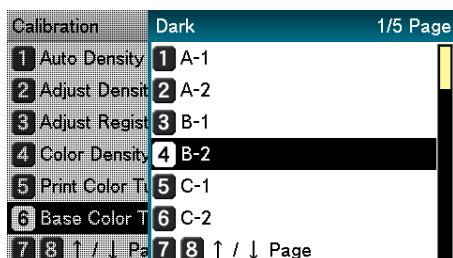 Calibration
1 Auto Density
2 Adjust Densit
3 Adjust Regist
4 Color Density
5 Print Color Tu
6 Base Color T
7 8 ↑ / ↓ Pa
Dark 1/5 Page
1 A-1
2 A-2
3 B-1
4 B-2
5 C-1
6 C-2
7 8 ↑ / ↓ Page